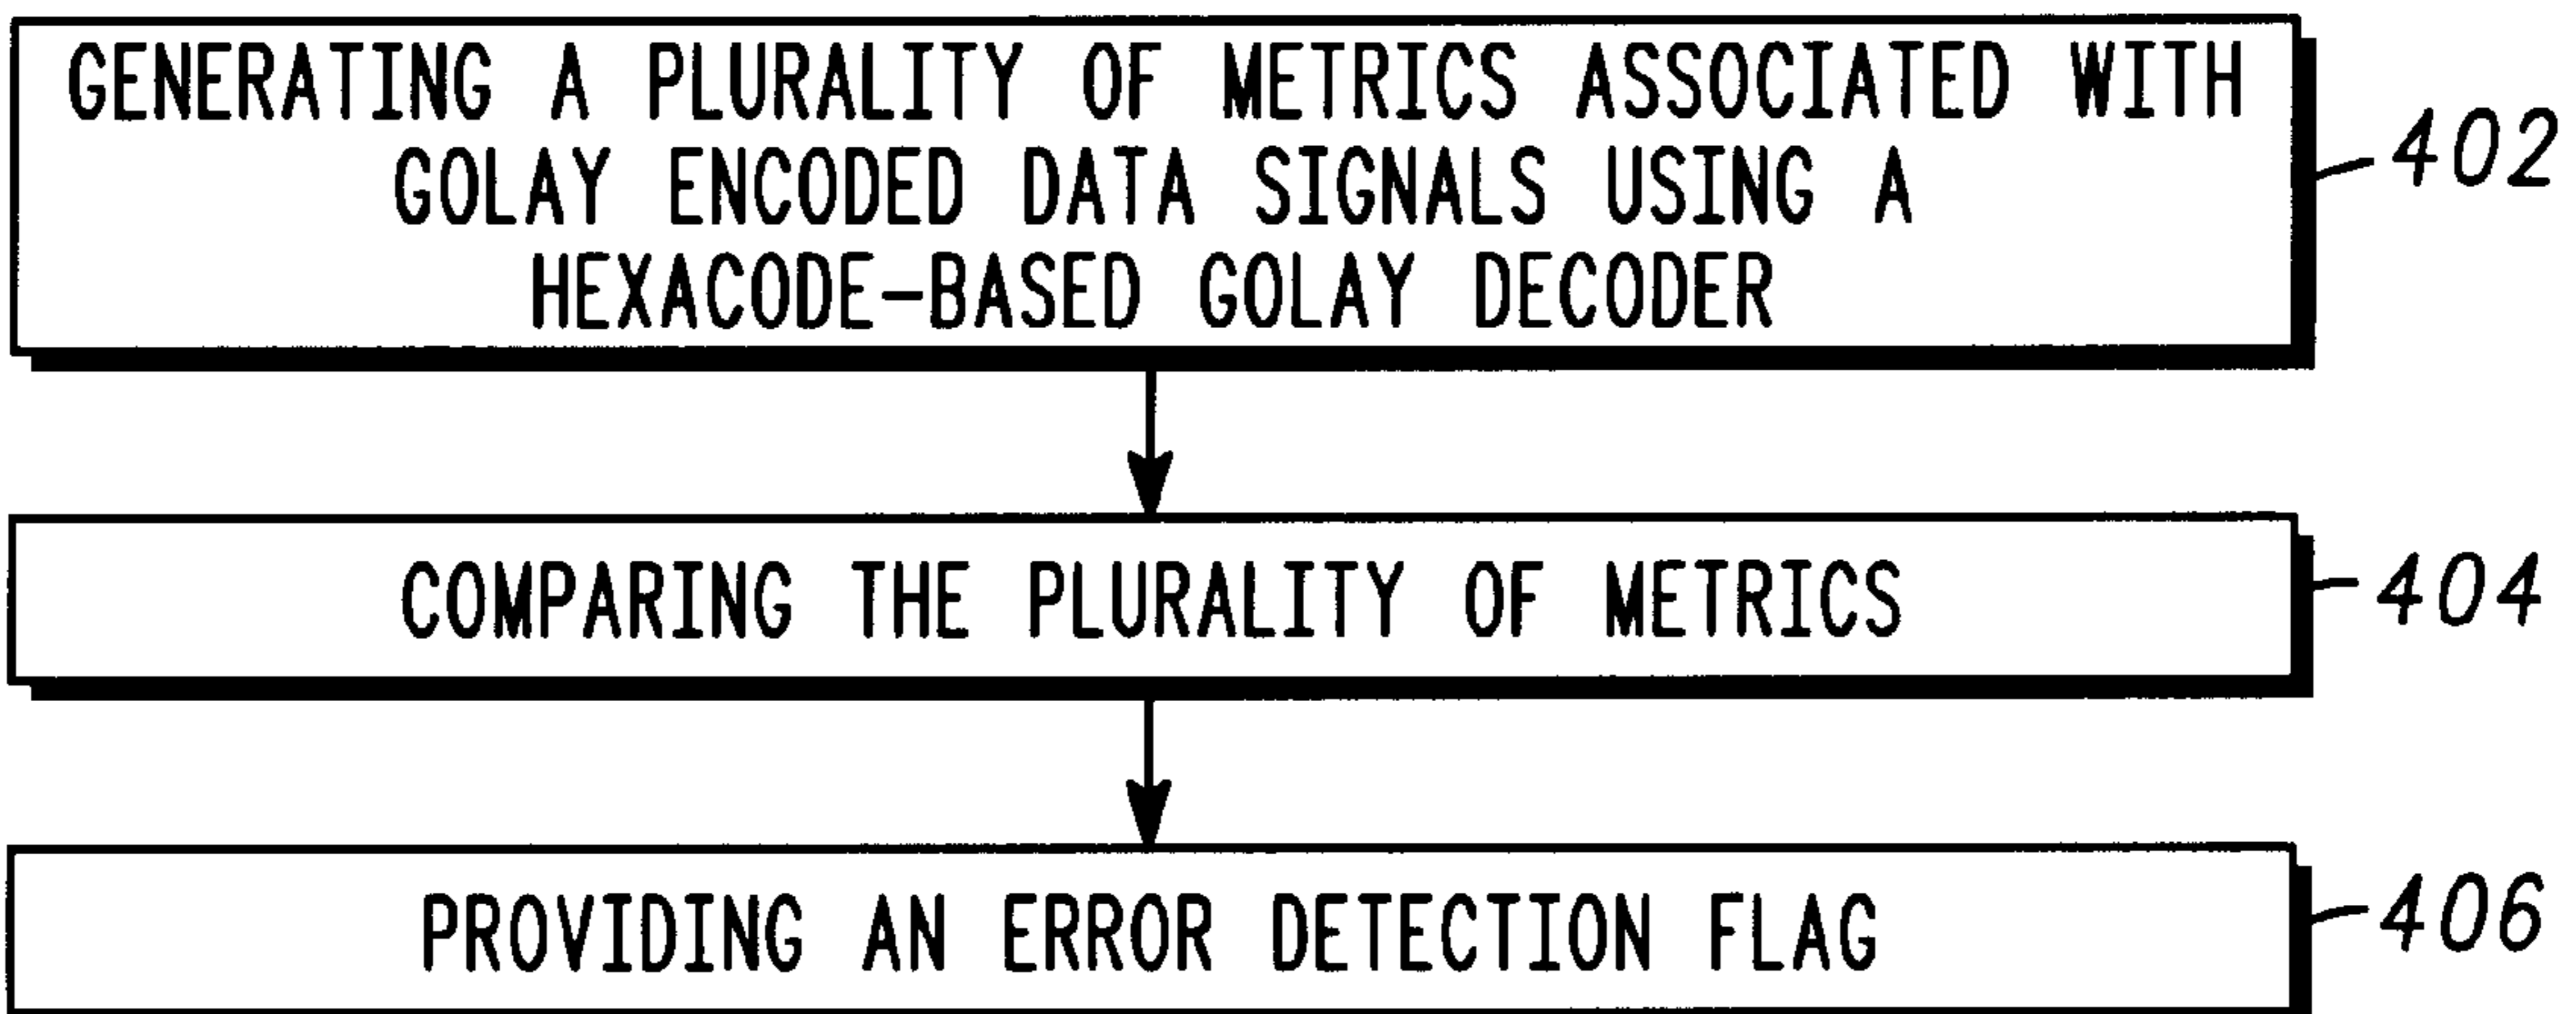 GENERATING A PLURALITY OF METRICS ASSOCIATED WITH
GOLAY ENCODED DATA SIGNALS USING A
HEXACODE-BASED GOLAY DECODER
402
COMPARING THE PLURALITY OF METRICS
404
PROVIDING AN ERROR DETECTION FLAG
406